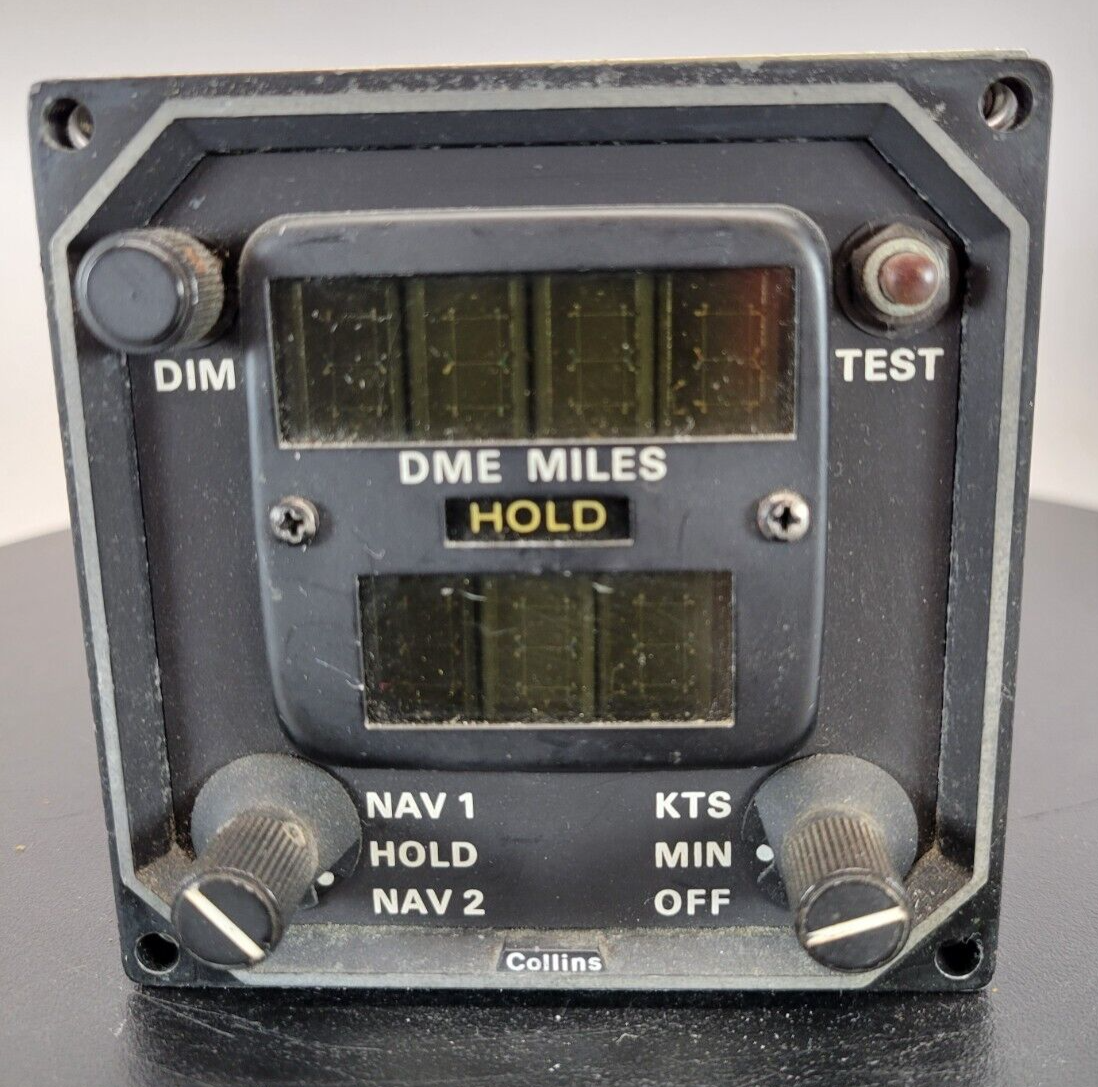 DIM
TEST
DME MILES
HOLD
NAV 1
HOLD
NAV 2
KTS
MIN
OFF
Collins